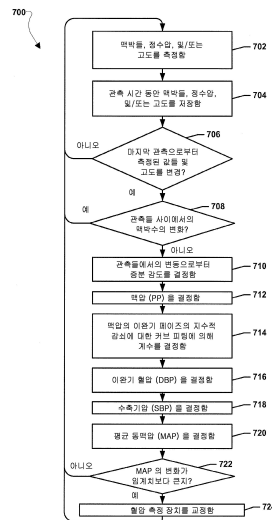 700
맥박들, 정수압, 및/또는
고도를 측정함
702
관측 시간 동안 맥박들, 정수압,
및/또는 고도를 저장함
704
706
마지막 관측으로부터
측정된 값들 및
고도를 변경?
아니오
예
708
관측들 사이에서의
맥박수의 변화?
예
아니오
관측들에서의 변동으로부터
증분 감도를 결정함
710
맥압 (PP) 을 결정함
712
맥압의 이완기 페이즈의 지수적
감쇠에 대한 커브 피팅에 의해
계수를 결정함
714
이완기 혈압 (DBP) 을 결정함
716
수축기압 (SBP) 을 결정함
718
평균 동맥압 (MAP) 을 결정함
720
722
MAP 의 변화가
임계치보다 큰지?
아니오
예
혈압 측정 장치를 교정함